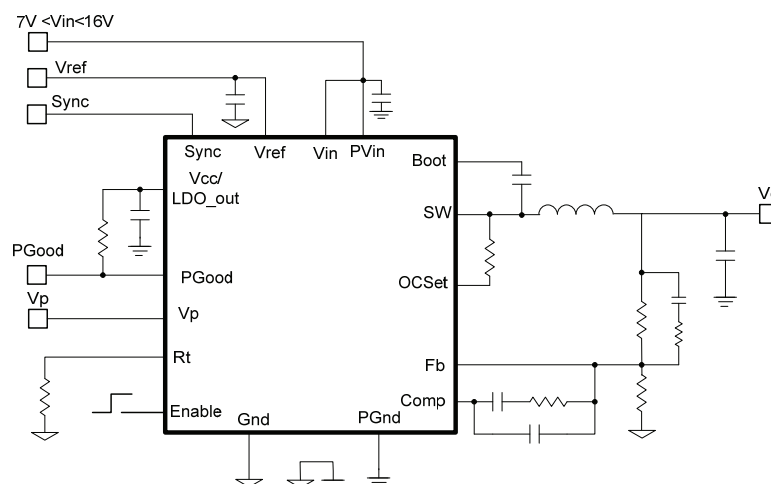 7V <Vin<16V
Vref
Sync
Sync
Vref
Vin
PVin
Boot
Vcc/
LDO_out
SW
PGood
PGood
OCSet
Vp
Vp
Rt
Fb
Comp
Enable
Gnd
PGnd